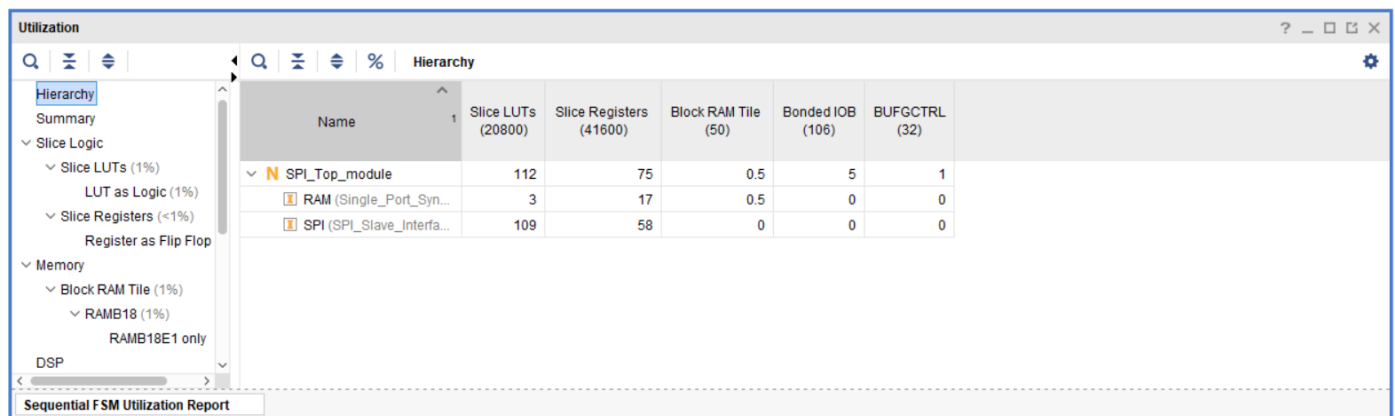 Utilization
Hierarchy
Hierarchy
Summary
Slice Logic
Slice LUTs (1%)
LUT as Logic (1%)
Slice Registers (<1%)
Register as Flip Flop
Memory
Block RAM Tile (1%)
RAMB18 (1%)
RAMB18E1 only
DSP
Name 1 Slice LUTs (20800) Slice Registers (41600) Block RAM Tile (50) Bonded IOB (106) BUFGCTRL (32)
N SPI_Top_module 112 75 0.5 5 1
I RAM (Single_Port_Syn... 3 17 0.5 0 0
I SPI (SPI_Slave_Interfa... 109 58 0 0 0
Sequential FSM Utilization Report